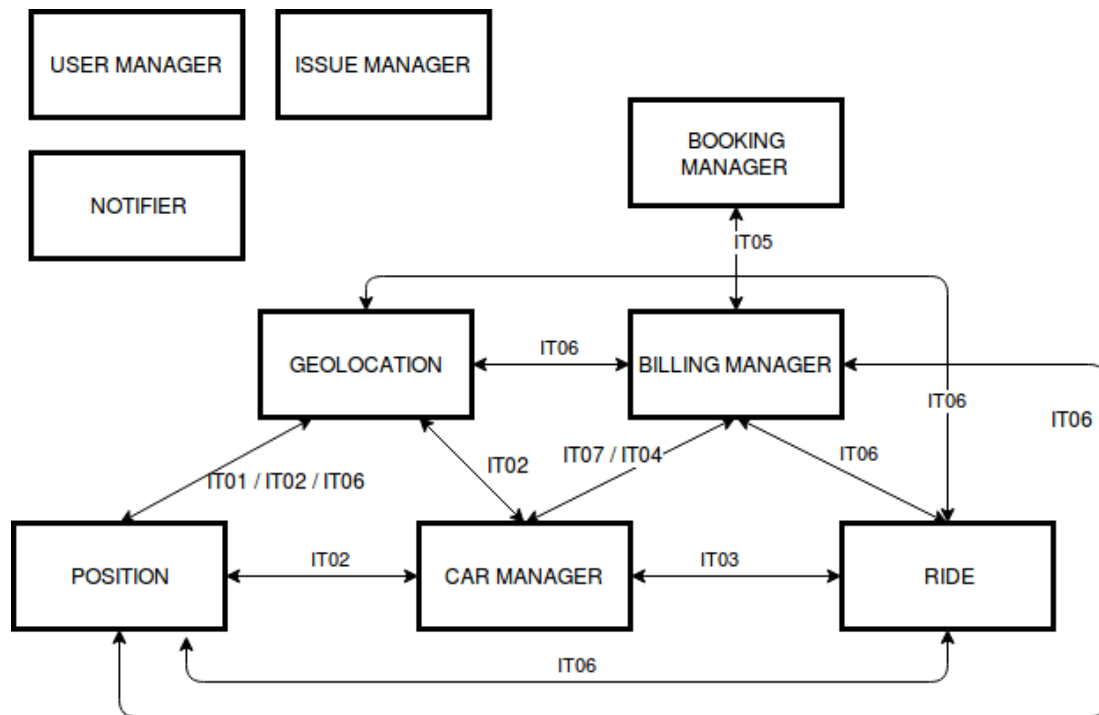 USER MANAGER
ISSUE MANAGER
BOOKING
MANAGER
NOTIFIER
IT05
GEOLOCATION
IT06
BILLING MANAGER
IT06
IT06
IT01 / IT02 / IT06
IT02
IT07 / IT04
IT06
POSITION
IT02
CAR MANAGER
IT03
RIDE
IT06